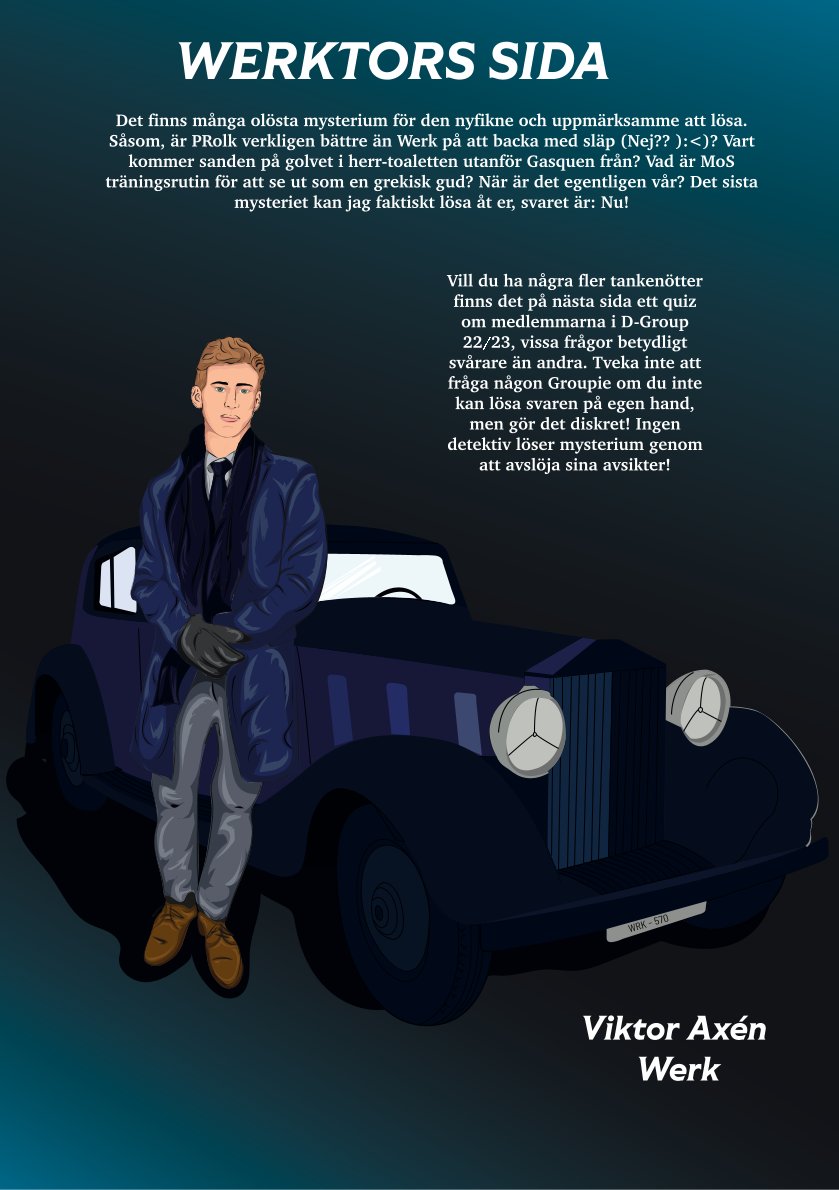 WERKTORS SIDA
Det finns många olösta mysterium för den nyfikne och uppmärksamme att lösa.
Såsom, är PRolk verkligen bättre än Werk på att backa med släp (Nej?? ):<)? Vart
kommer sanden på golvet i herr-toaletten utanför Gasquen från? Vad är MoS
träningsrutin för att se ut som en grekisk gud? När är det egentligen vår? Det sista
mysteriet kan jag faktiskt lösa åt er, svaret är: Nu!
Vill du ha några fler tankenötter
finns det på nästa sida ett quiz
om medlemmarna i D-Group
22/23, vissa frågor betydligt
svårare än andra. Tveka inte att
fråga någon Groupie om du inte
kan lösa svaren på egen hand,
men gör det diskret! Ingen
detektiv löser mysterium genom
att avslöja sina avsikter!
WRK - 570
Viktor Axén
Werk